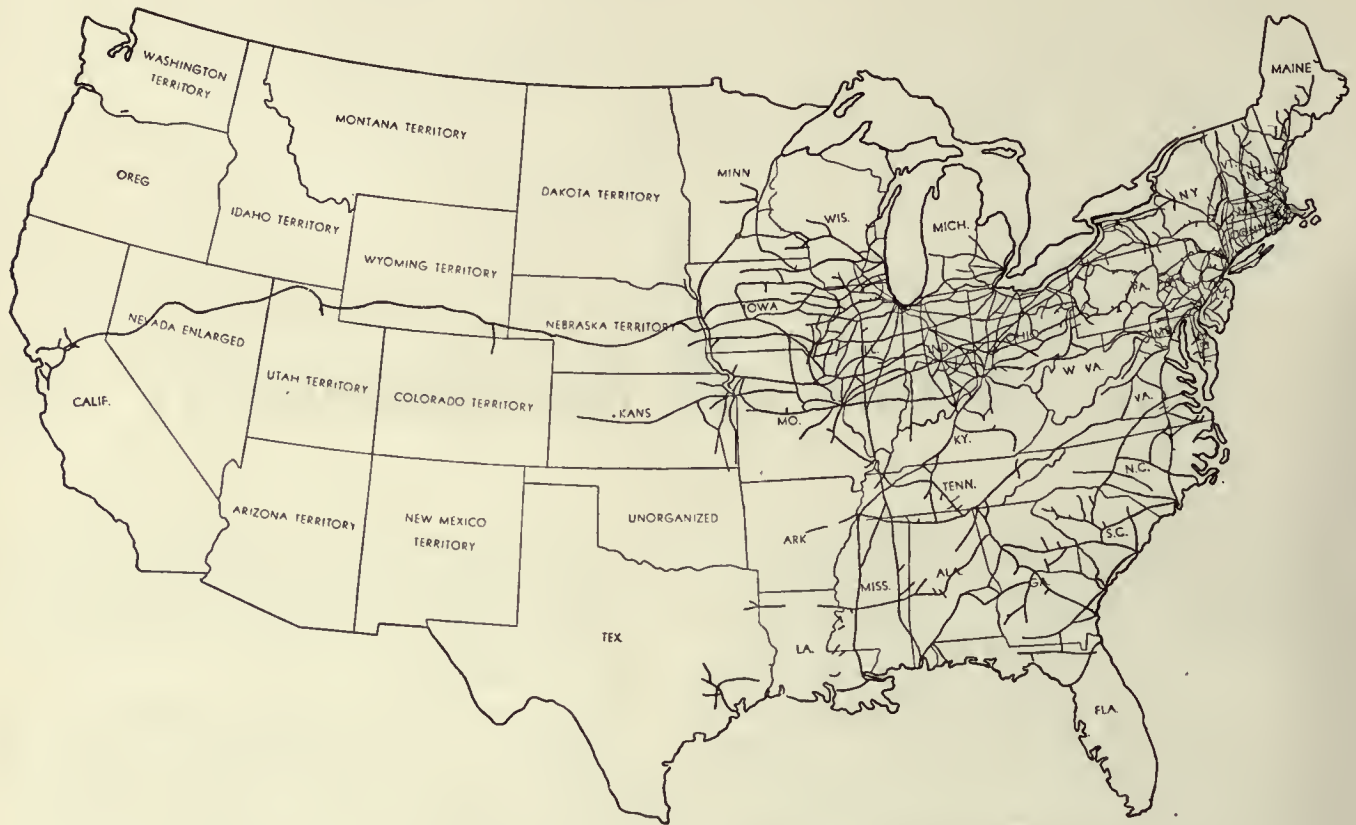 WASHINGTON
TERRITORY
MONTANA TERRITORY
OREG
IDAHO TERRITORY
WYOMING TERRITORY
DAKOTA TERRITORY
MINN
WIS.
MICH.
MAINE
VT.
N.H.
NY
NEVADA ENLARGED
NEBRASKA TERRITORY
IOWA
PA.
OHIO
IND.
UTAH TERRITORY
COLORADO TERRITORY
CALIF.
KANS
MO.
W VA.
VA.
KY.
N.C.
TENN.
ARIZONA TERRITORY
NEW MEXICO
TERRITORY
UNORGANIZED
ARK
S.C.
MISS.
ALA.
GA.
TEX.
LA.
FLA.